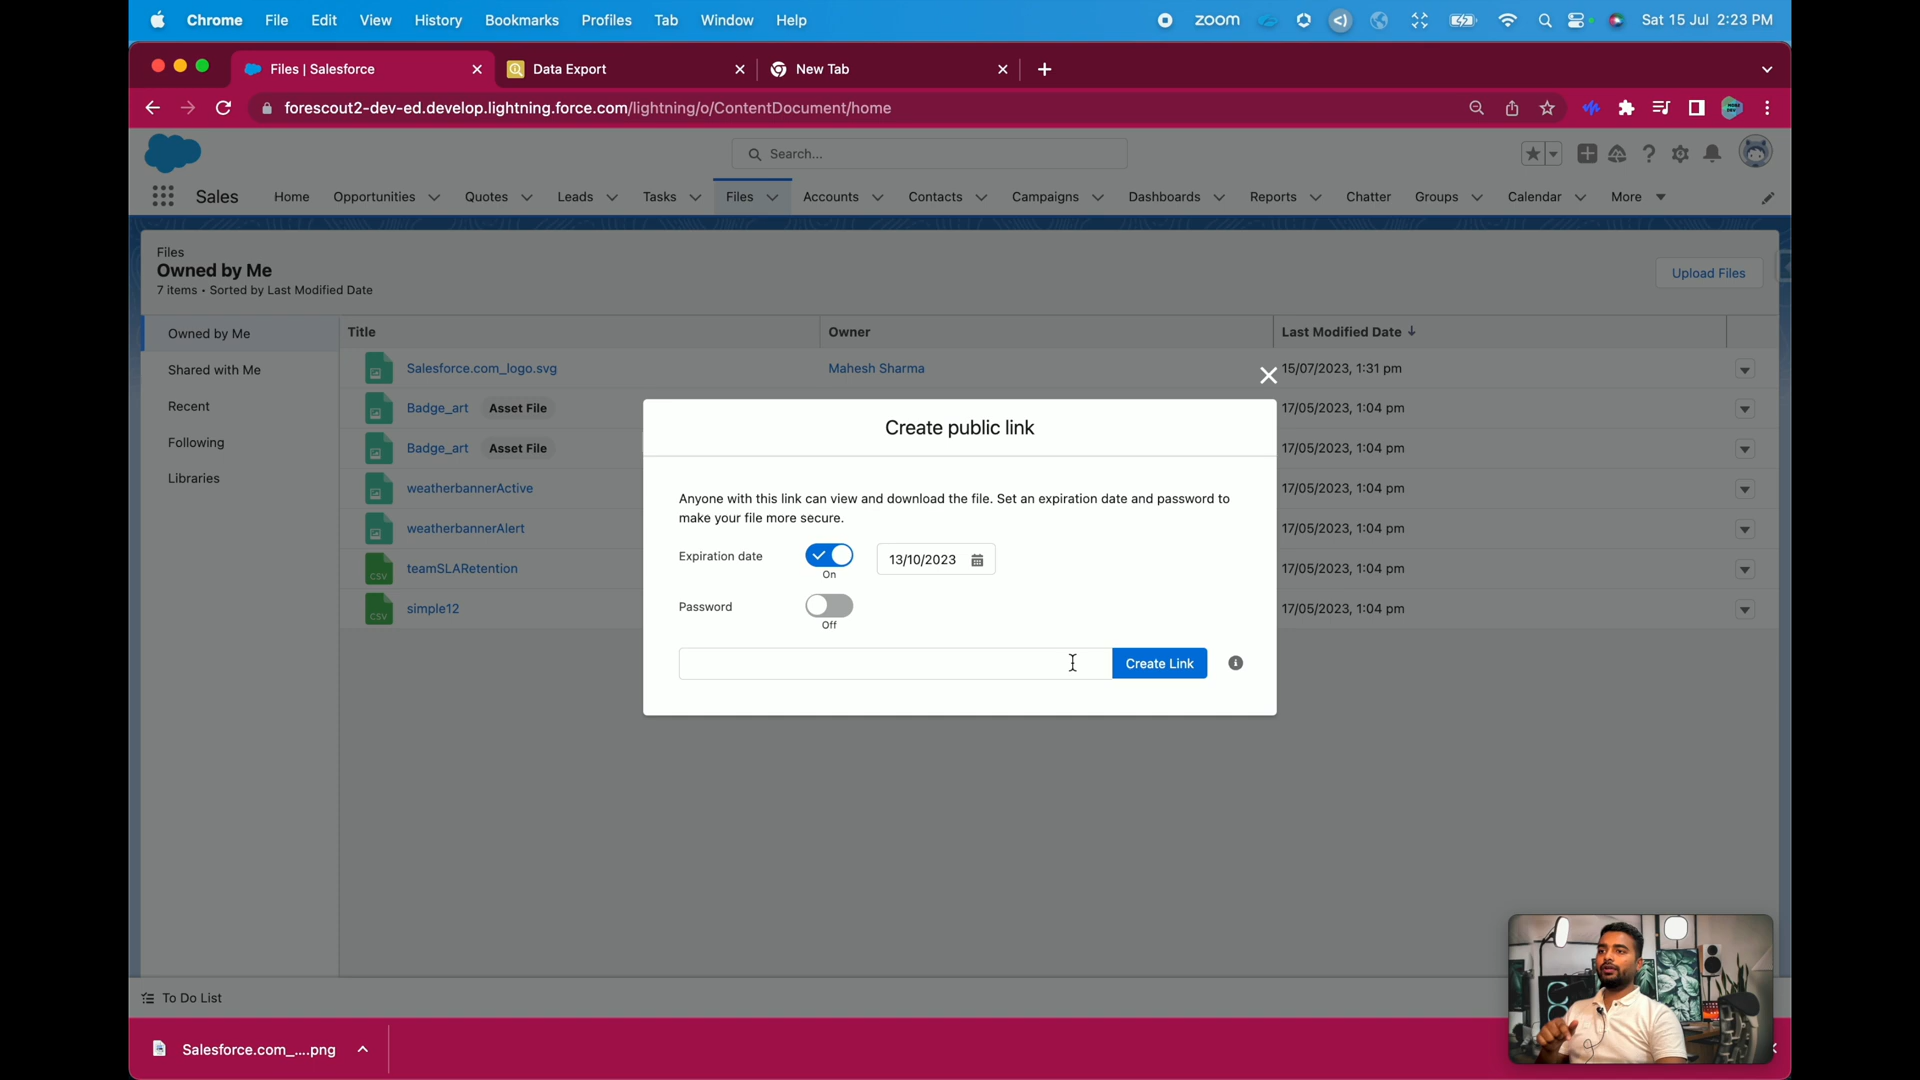 Chrome File Edit View History Bookmarks Profiles Tab Window Help zoom Sat 15 Jul 2:23 PM
Files | Salesforce Data Export New Tab
forescout2-dev-ed.develop.lightning.force.com/lightning/o/ContentDocument/home
Search...
Sales Home Opportunities Quotes Leads Tasks Files Accounts Contacts Campaigns Dashboards Reports Chatter Groups Calendar More
Files
Owned by Me
7 items • Sorted by Last Modified Date
Upload Files
Owned by Me
Shared with Me
Recent
Following
Libraries
Title Owner Last Modified Date
Salesforce.com_logo.svg Mahesh Sharma 15/07/2023, 1:31 pm
Badge_art Asset File 17/05/2023, 1:04 pm
Badge_art Asset File 17/05/2023, 1:04 pm
weatherbannerActive 17/05/2023, 1:04 pm
weatherbannerAlert 17/05/2023, 1:04 pm
CSV teamSLARetention 17/05/2023, 1:04 pm
CSV simple12 17/05/2023, 1:04 pm
Create public link
Anyone with this link can view and download the file. Set an expiration date and password to
make your file more secure.
Expiration date On 13/10/2023
Password Off
Create Link
To Do List
Salesforce.com_....png